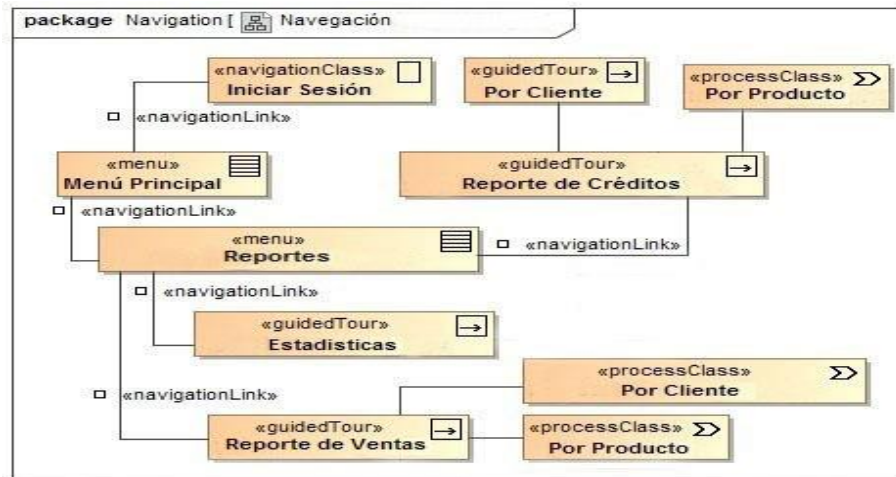 package Navigation [ Navegación
«navigationClass»
Iniciar Sesión
«guidedTour»
Por Cliente
«processClass»
Por Producto
«navigationLink»
«menu»
Menú Principal
«guidedTour»
Reporte de Créditos
«navigationLink»
«menu»
Reportes
«navigationLink»
«navigationLink»
«guidedTour»
Estadisticas
«processClass»
Por Cliente
«navigationLink»
«guidedTour»
Reporte de Ventas
«processClass»
Por Producto